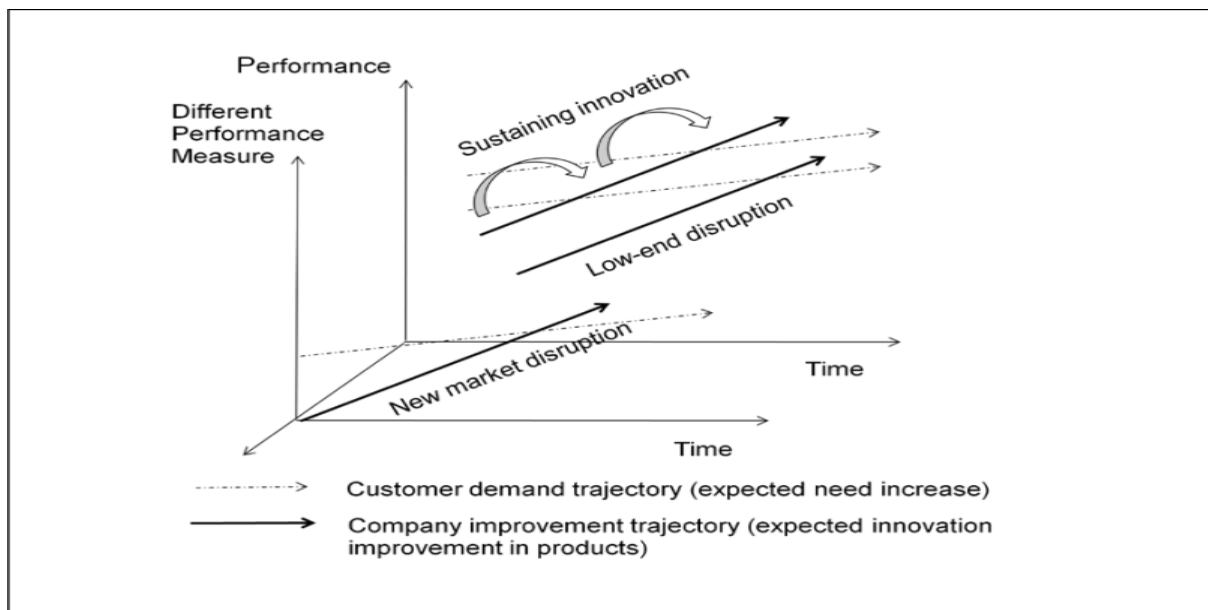 Performance
Different
Performance
Measure
Sustaining innovation
Low-end disruption
New market disruption
Time
Time
Customer demand trajectory (expected need increase)
Company improvement trajectory (expected innovation
improvement in products)